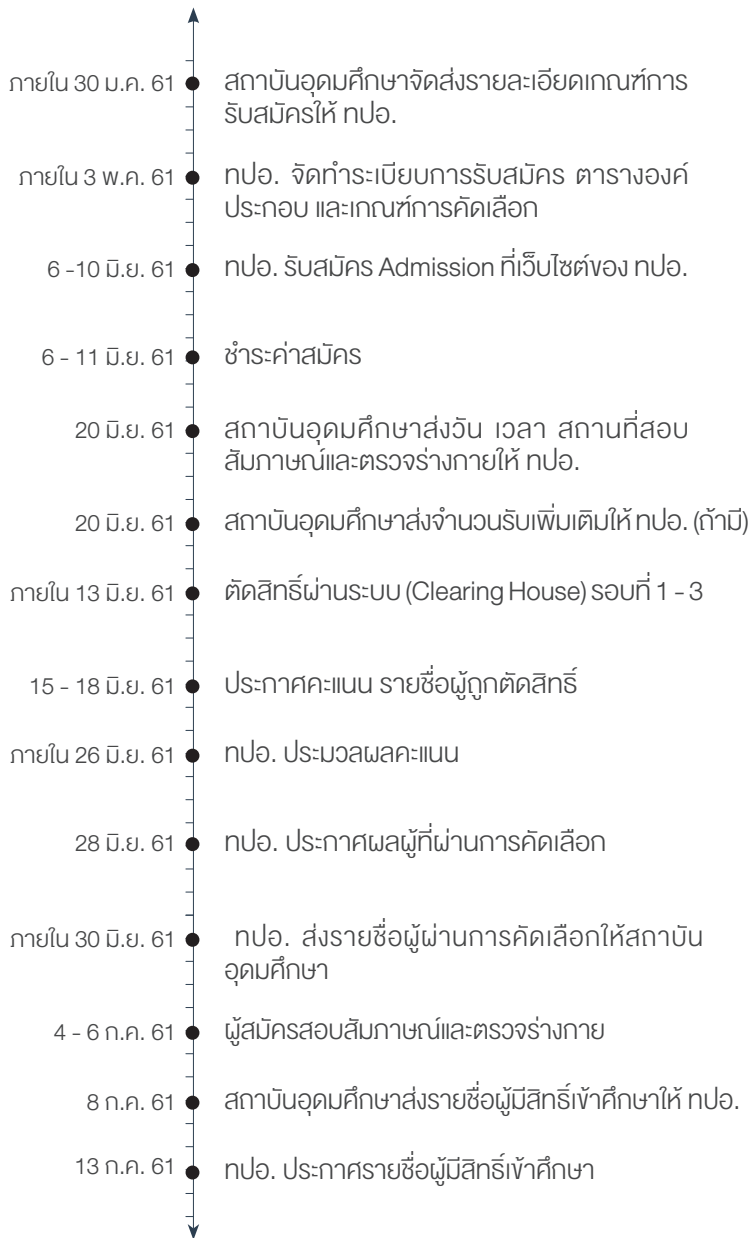 ภายใน 30 ม.ค. 61 สถาบันอุดมศึกษาจัดส่งรายละเอียดเกณฑ์การ
รับสมัครให้ ทปอ.
ภายใน 3 พ.ค. 61 ทปอ. จัดทำระเบียบการรับสมัคร ตารางองค์
ประกอบ และเกณฑ์การคัดเลือก
6 -10 มิ.ย. 61 ทปอ. รับสมัคร Admission ที่เว็บไซต์ของ ทปอ.
6 - 11 มิ.ย. 61 ชำระค่าสมัคร
20 มิ.ย. 61 สถาบันอุดมศึกษาส่งวัน เวลา สถานที่สอบ
สัมภาษณ์และตรวจร่างกายให้ ทปอ.
20 มิ.ย. 61 สถาบันอุดมศึกษาส่งจำนวนรับเพิ่มเติมให้ ทปอ. (ถ้ามี)
ภายใน 13 มิ.ย. 61 ตัดสิทธิ์ผ่านระบบ (Clearing House) รอบที่ 1 - 3
15 - 18 มิ.ย. 61 ประกาศคะแนน รายชื่อผู้ถูกตัดสิทธิ์
ภายใน 26 มิ.ย. 61 ทปอ. ประมวลผลคะแนน
28 มิ.ย. 61 ทปอ. ประกาศผลผู้ที่ผ่านการคัดเลือก
ภายใน 30 มิ.ย. 61 ทปอ. ส่งรายชื่อผู้ผ่านการคัดเลือกให้สถาบัน
อุดมศึกษา
4 - 6 ก.ค. 61 ผู้สมัครสอบสัมภาษณ์และตรวจร่างกาย
8 ก.ค. 61 สถาบันอุดมศึกษาส่งรายชื่อผู้มีสิทธิ์เข้าศึกษาให้ ทปอ.
13 ก.ค. 61 ทปอ. ประกาศรายชื่อผู้มีสิทธิ์เข้าศึกษา